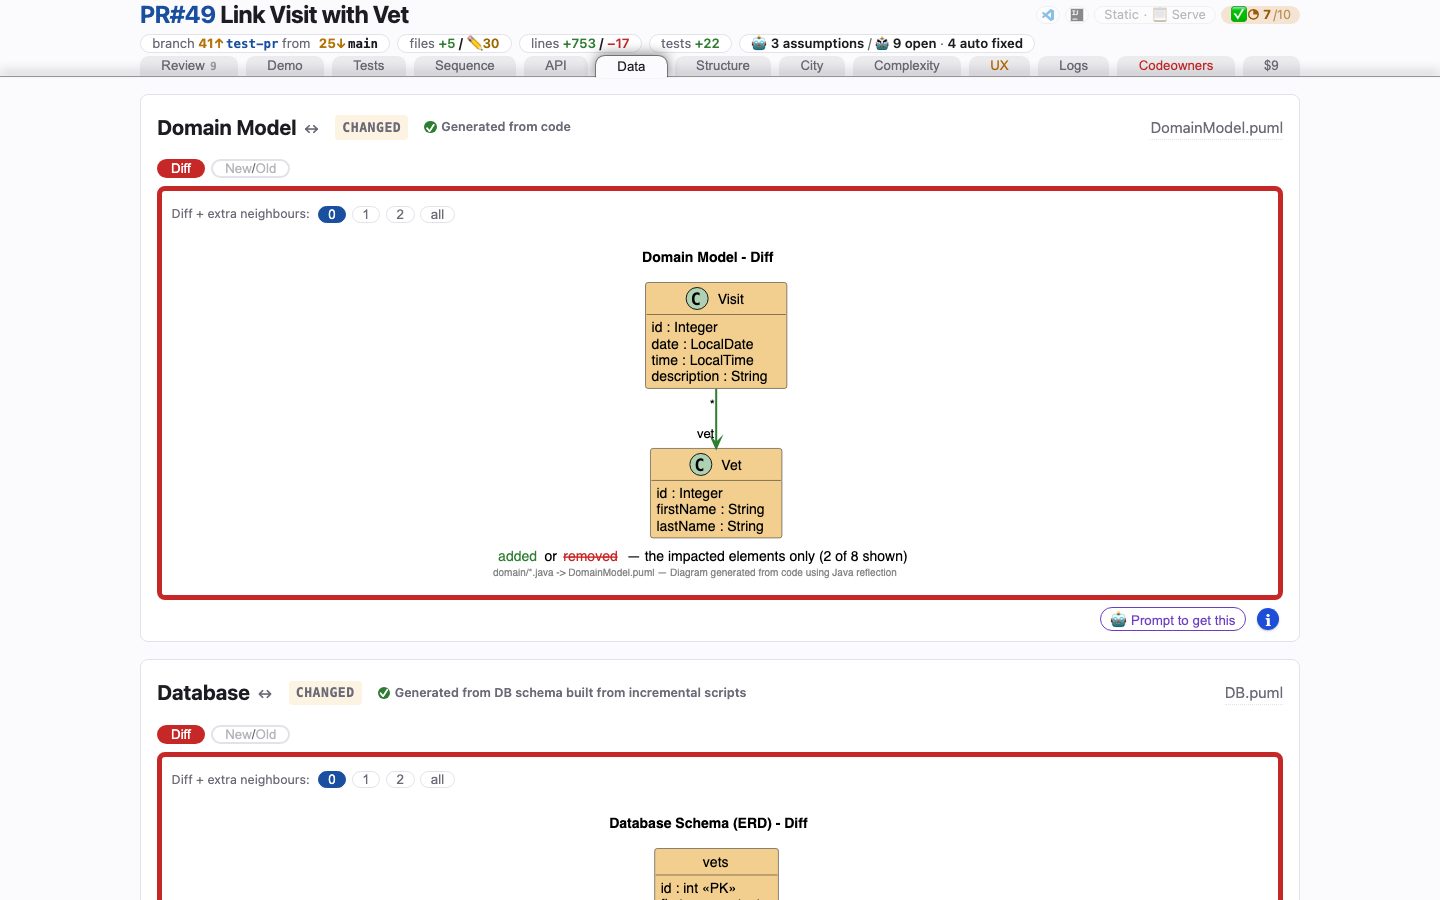 PR#49 Link Visit with Vet
Static · Serve
7 /10
branch 41↑ test-pr from 25↓ main
files +5 / ✏️30
lines +753 / −17
tests +22
3 assumptions / 9 open · 4 auto fixed
Review 9
Demo
Tests
Sequence
API
Data
Structure
City
Complexity
UX
Logs
Codeowners
$9
Domain Model ↔ CHANGED Generated from code
DomainModel.puml
Diff New/Old
Diff + extra neighbours: 0 1 2 all
Domain Model - Diff
C Visit
id : Integer
date : LocalDate
time : LocalTime
description : String
*
vet
C Vet
id : Integer
firstName : String
lastName : String
added or removed — the impacted elements only (2 of 8 shown)
domain/*.java -> DomainModel.puml — Diagram generated from code using Java reflection
Prompt to get this
i
Database ↔ CHANGED Generated from DB schema built from incremental scripts
DB.puml
Diff New/Old
Diff + extra neighbours: 0 1 2 all
Database Schema (ERD) - Diff
vets
id : int «PK»